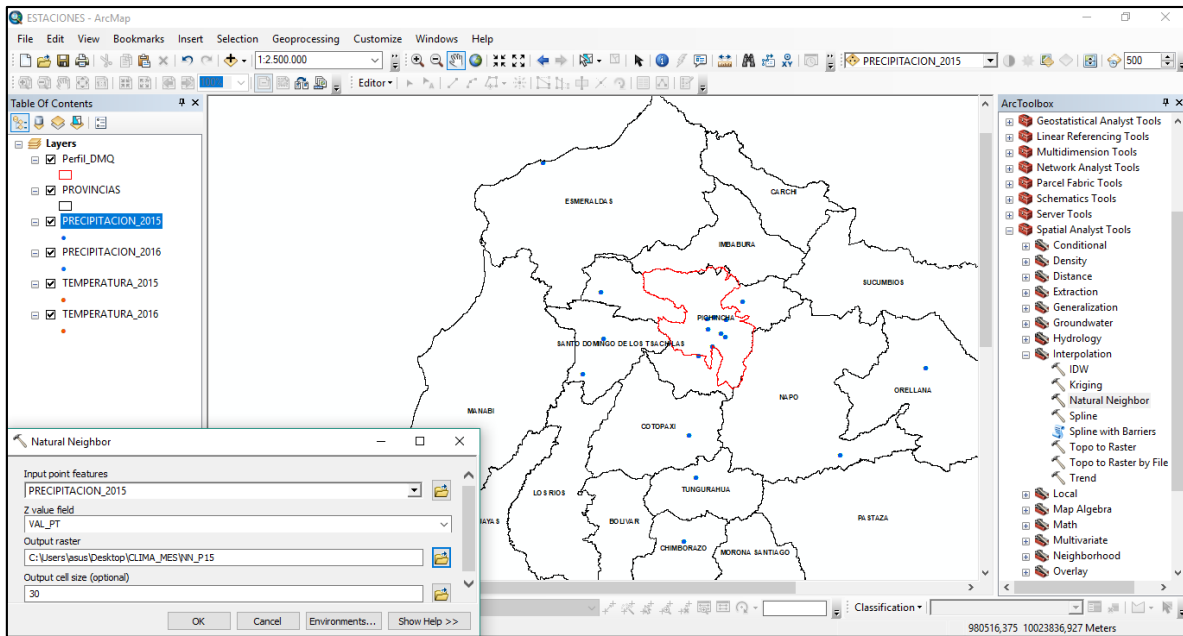 ESTACIONES - ArcMap
File Edit View Bookmarks Insert Selection Geoprocessing Customize Windows Help
1:2.500.000
PRECIPITACION_2015
500
Editor
Table Of Contents
Layers
Perfil_DMQ
PROVINCIAS
PRECIPITACION_2015
PRECIPITACION_2016
TEMPERATURA_2015
TEMPERATURA_2016
ESMERALDAS
CARCHI
IMBABURA
SUCUMBIOS
PICHINCHA
SANTO DOMINGO DE LOS TSACHILAS
ORELLANA
NAPO
MANABI
COTOPAXI
LOS RIOS
TUNGURAHUA
BOLIVAR
PASTAZA
UAYAS
CHIMBORAZO
MORONA SANTIAGO
ArcToolbox
Geostatistical Analyst Tools
Linear Referencing Tools
Multidimension Tools
Network Analyst Tools
Parcel Fabric Tools
Schematics Tools
Server Tools
Spatial Analyst Tools
Conditional
Density
Distance
Extraction
Generalization
Groundwater
Hydrology
Interpolation
IDW
Kriging
Natural Neighbor
Spline
Spline with Barriers
Topo to Raster
Topo to Raster by File
Trend
Local
Map Algebra
Math
Multivariate
Neighborhood
Overlay
Natural Neighbor
Input point features
PRECIPITACION_2015
Z value field
VAL_PT
Output raster
C:\Users\asus\Desktop\CLIMA_MES\NN_P15
Output cell size (optional)
30
OK Cancel Environments... Show Help >>
Classification
980516,375 10023836,927 Meters